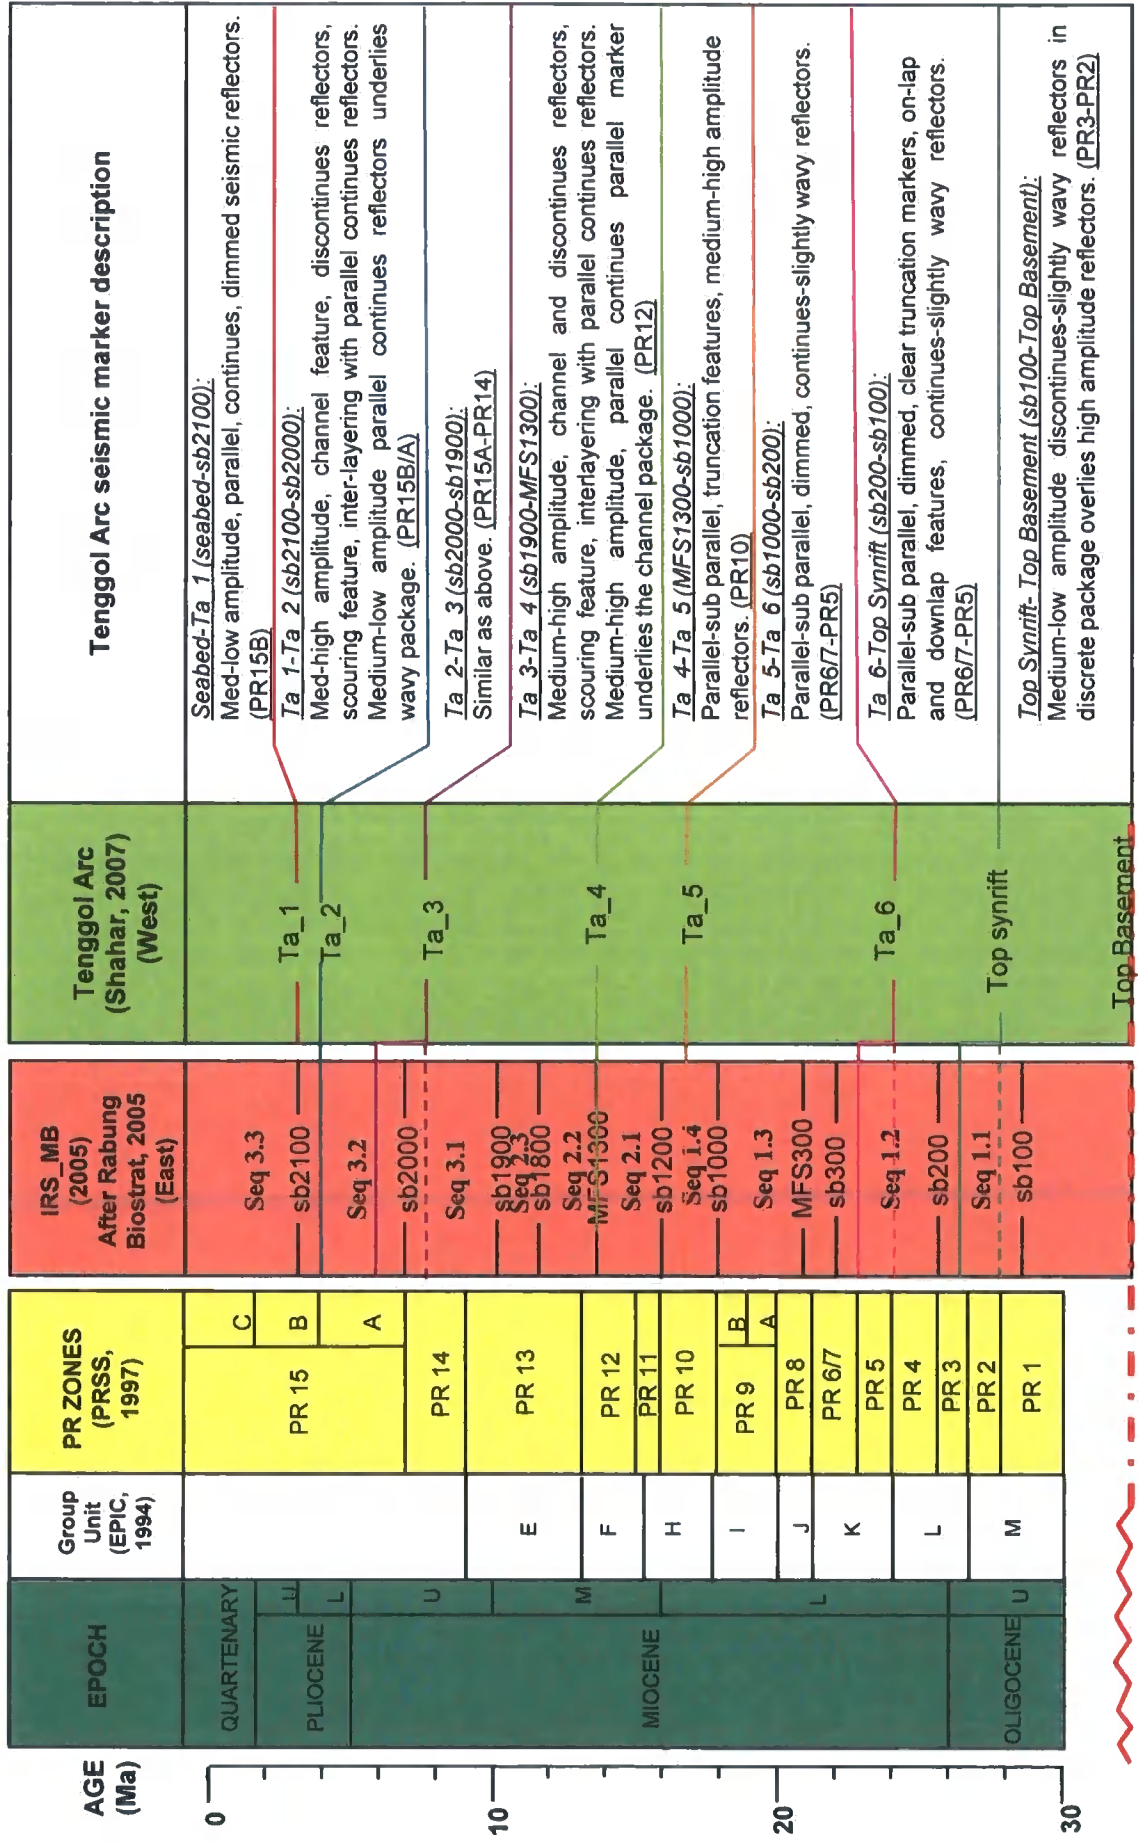 AGE
(Ma)
0
10
20
30
EPOCH
QUARTENARY
PLIOCENE
U
L
MIOCENE
U
M
L
OLIGOCENE
U
Group
Unit
(EPIC,
1994)
E
F
H
I
J
K
L
M
PR ZONES
(PRSS,
1997)
PR 15
C
B
A
PR 14
PR 13
PR 12
PR 11
PR 10
PR 9
B
A
PR 8
PR 6/7
PR 5
PR 4
PR 3
PR 2
PR 1
IRS_MB
(2005)
After Rabung
Biostrat, 2005
(East)
Seq 3.3
sb2100
Seq 3.2
sb2000
Seq 3.1
sb1900
Seq 2.3
sb1800
Seq 2.2
MFS1300
Seq 2.1
sb1200
Seq 1.4
sb1000
Seq 1.3
MFS300
sb300
Seq 1.2
sb200
Seq 1.1
sb100
Tenggol Arc
(Shahar, 2007)
(West)
Ta_1
Ta_2
Ta_3
Ta_4
Ta_5
Ta_6
Top synrift
Top Basement
Tenggol Arc seismic marker description
Seabed-Ta_1 (seabed-sb2100):
Med-low amplitude, parallel, continues, dimmed seismic reflectors.
(PR15B)
Ta_1-Ta_2 (sb2100-sb2000):
Med-high amplitude, channel feature, discontinues reflectors,
scouring feature, inter-layering with parallel continues reflectors.
Medium-low amplitude parallel continues reflectors underlies
wavy package. (PR15B/A)
Ta_2-Ta_3 (sb2000-sb1900):
Similar as above. (PR15A-PR14)
Ta_3-Ta_4 (sb1900-MFS1300):
Medium-high amplitude, channel and discontinues reflectors,
scouring feature, interlayering with parallel continues reflectors.
Medium-high amplitude, parallel continues parallel marker
underlies the channel package. (PR12)
Ta_4-Ta_5 (MFS1300-sb1000):
Parallel-sub parallel, truncation features, medium-high amplitude
reflectors. (PR10)
Ta_5-Ta_6 (sb1000-sb200):
Parallel-sub parallel, dimmed, continues-slightly wavy reflectors.
(PR6/7-PR5)
Ta_6-Top Synrift (sb200-sb100):
Parallel-sub parallel, dimmed, clear truncation markers, on-lap
and downlap features, continues-slightly wavy reflectors.
(PR6/7-PR5)
Top Synrift- Top Basement (sb100-Top Basement):
Medium-low amplitude discontinues-slightly wavy reflectors in
discrete package overlies high amplitude reflectors. (PR3-PR2)